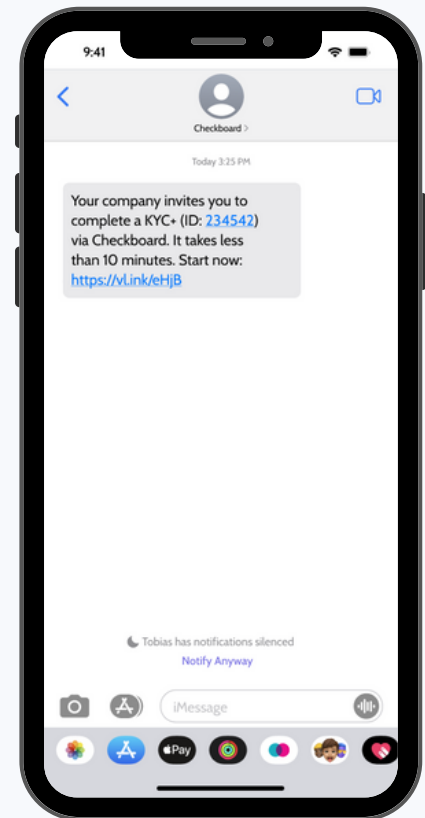 9:41
Checkboard >
Today 3:25 PM
Your company invites you to
complete a KYC+ (ID: 234542)
via Checkboard. It takes less
than 10 minutes. Start now:
https://vl.ink/eHjB
Tobias has notifications silenced
Notify Anyway
iMessage
Pay